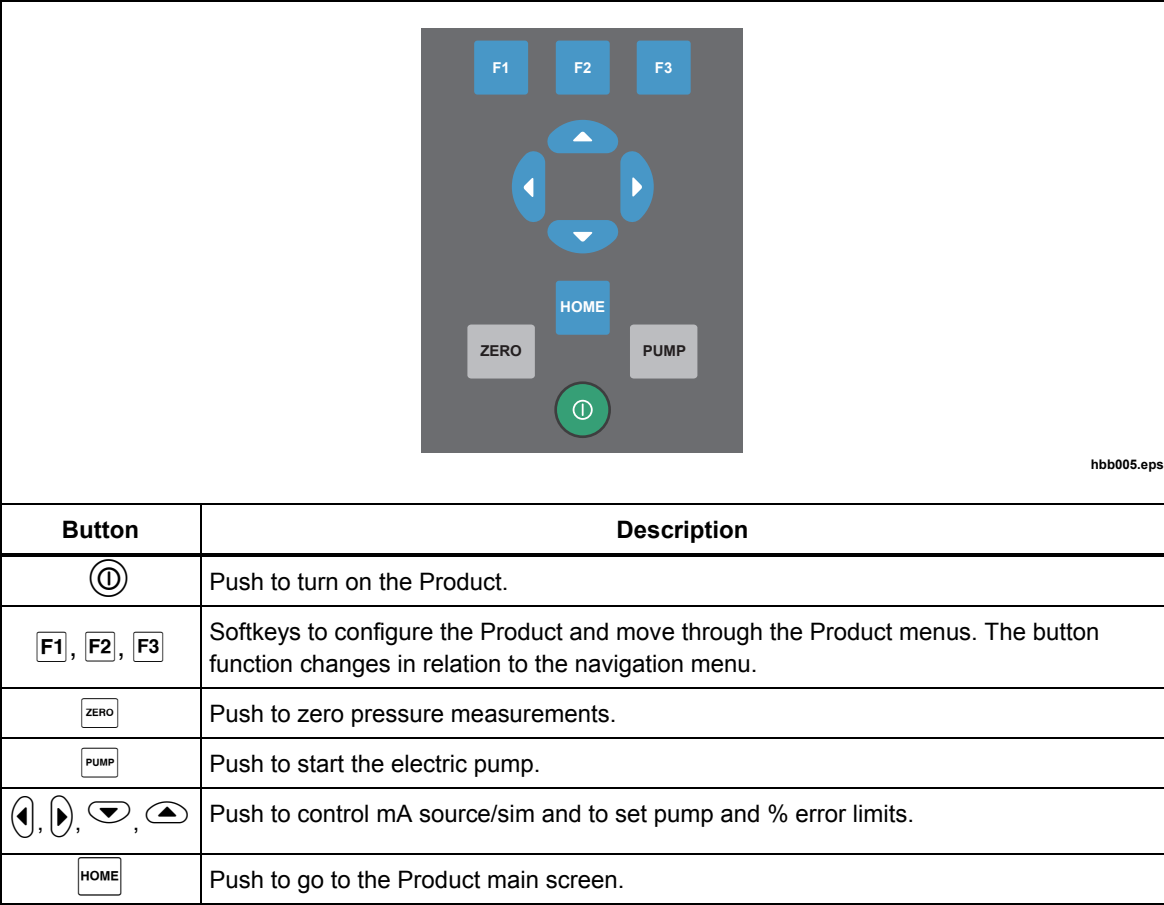 F1 F2 F3
HOME
ZERO PUMP
hbb005.eps
Button Description
Push to turn on the Product.
F1, F2, F3 Softkeys to configure the Product and move through the Product menus. The button
function changes in relation to the navigation menu.
ZERO Push to zero pressure measurements.
PUMP Push to start the electric pump.
, , , Push to control mA source/sim and to set pump and % error limits.
HOME Push to go to the Product main screen.